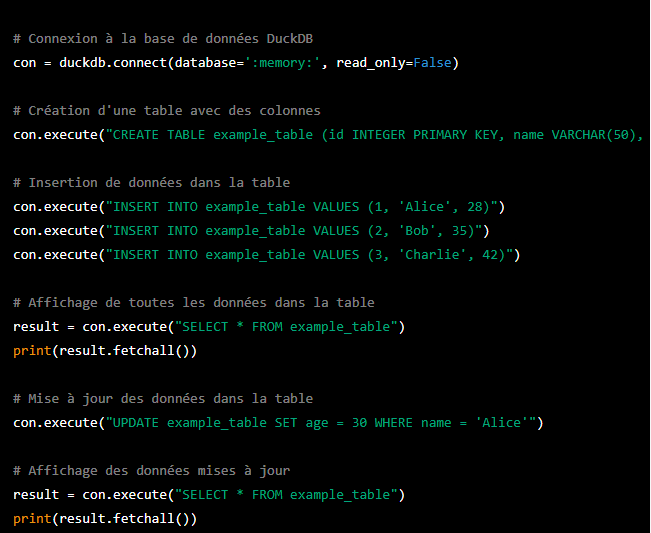 # Connexion à la base de données DuckDB
con = duckdb.connect(database=':memory:', read_only=False)
# Création d'une table avec des colonnes
con.execute("CREATE TABLE example_table (id INTEGER PRIMARY KEY, name VARCHAR(50),
# Insertion de données dans la table
con.execute("INSERT INTO example_table VALUES (1, 'Alice', 28)")
con.execute("INSERT INTO example_table VALUES (2, 'Bob', 35)")
con.execute("INSERT INTO example_table VALUES (3, 'Charlie', 42)")
# Affichage de toutes les données dans la table
result = con.execute("SELECT * FROM example_table")
print(result.fetchall())
# Mise à jour des données dans la table
con.execute("UPDATE example_table SET age = 30 WHERE name = 'Alice'")
# Affichage des données mises à jour
result = con.execute("SELECT * FROM example_table")
print(result.fetchall())